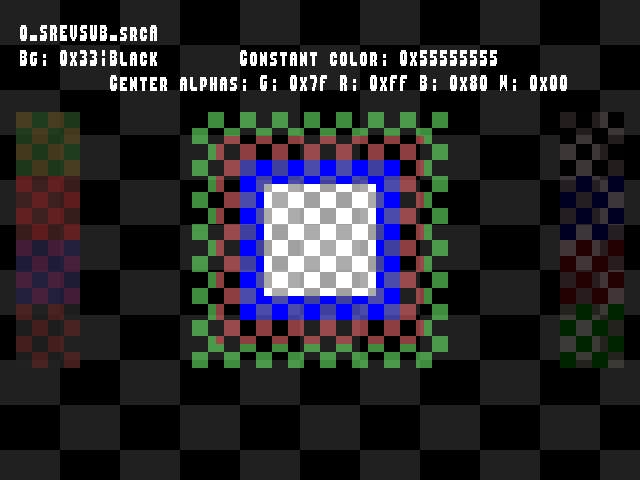 0_SREVSUB_srcA
Bg: 0x33¦Black Constant color: 0x55555555
Center alphas: G: 0x7f R: 0xff B: 0x80 W: 0x00